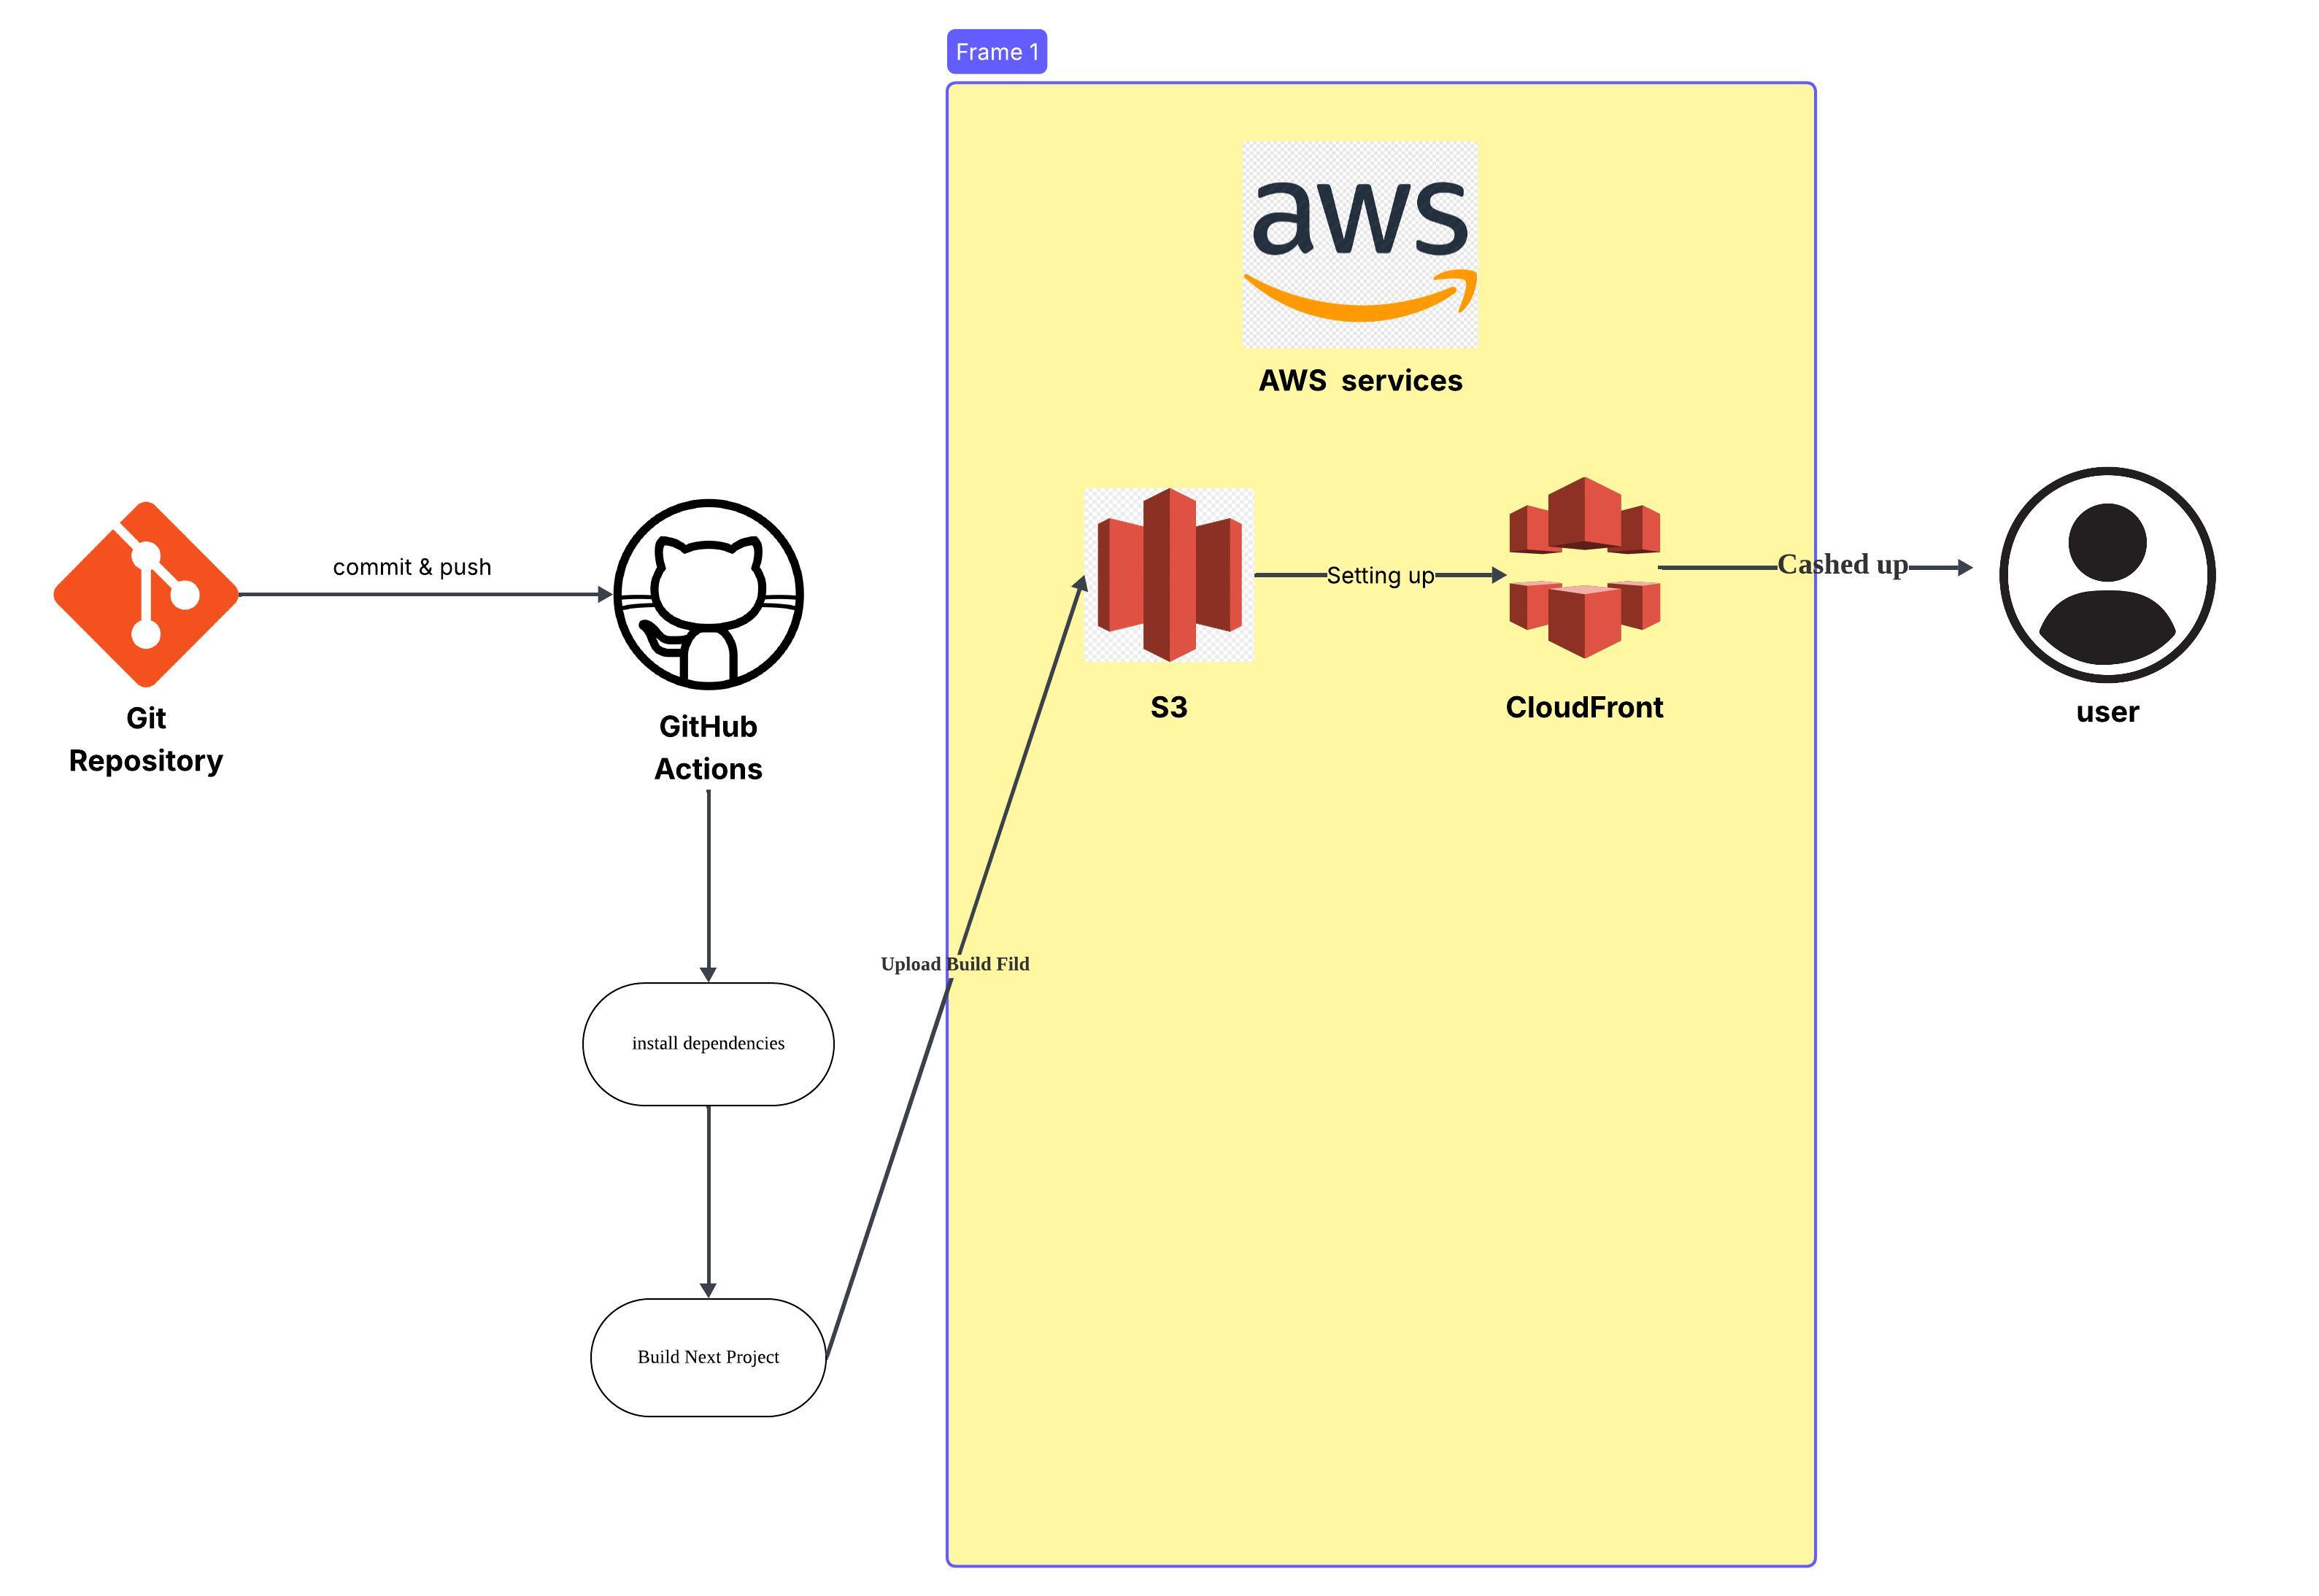 Frame 1
aws
AWS services
commit & push
Setting up
Cashed up
Git
Repository
GitHub
Actions
S3
CloudFront
user
Upload Build Fild
install dependencies
Build Next Project